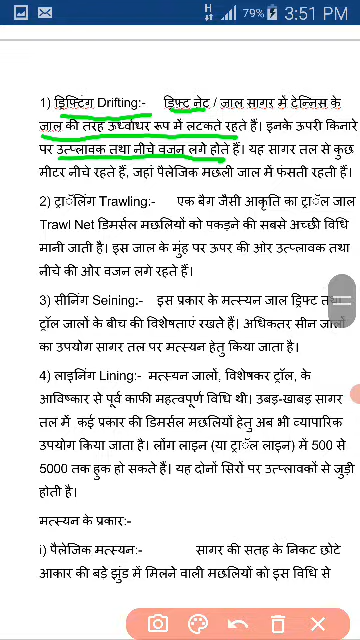 H 79% 3:51 PM
1) ड्रिफ्टिंग Drifting:- ड्रिफ्ट नेट / जाल सागर में टेल्निस के
जाल की तरह ऊर्ध्वाधर रूप में लटकते रहते हैं। इनके ऊपरी किनारे
पर उत्प्लावक तथा नीचे वजन लगे होते हैं। यह सागर तल से कुछ
मीटर नीचे रहते हैं, जहां पैलेजिक मछली जाल में फंसती रहती हैं।
2) ट्राॅलिंग Trawling:- एक बैग जैसी आकृति का ट्राॅल जाल
Trawl Net डिमर्सल मछलियों को पकड़ने की सबसे अच्छी विधि
मानी जाती है। इस जाल के मुंह पर ऊपर की ओर उत्प्लावक तथा
नीचे की ओर वजन लगे रहते हैं।
3) सीनिंग Seining:- इस प्रकार के मत्स्यन जाल ड्रिफ्ट
ट्रॉल जालों के बीच की विशेषताएं रखते हैं। अधिकतर सीन जालों
का उपयोग सागर तल पर मत्स्यन हेतु किया जाता है।
4) लाइनिंग Lining:- मत्स्यन जालों, विशेषकर ट्रॉल, के
आविष्कार से पूर्व काफी महत्वपूर्ण विधि थी। उबड़-खाबड़ सागर
तल में कई प्रकार की डिमर्सल मछलियों हेतु अब भी व्यापारिक
उपयोग किया जाता है। लोंग लाइन (या ट्राॅल लाइन) में 500 से
5000 तक हुक हो सकते हैं। यह दोनों सिरों पर उत्प्लावकों से जुड़ी
होती है।
मत्स्यन के प्रकार:-
i) पैलेजिक मत्स्यन:- सागर की सतह के निकट छोटे
आकार की बड़े झुंड में मिलने वाली मछलियों को इस विधि से